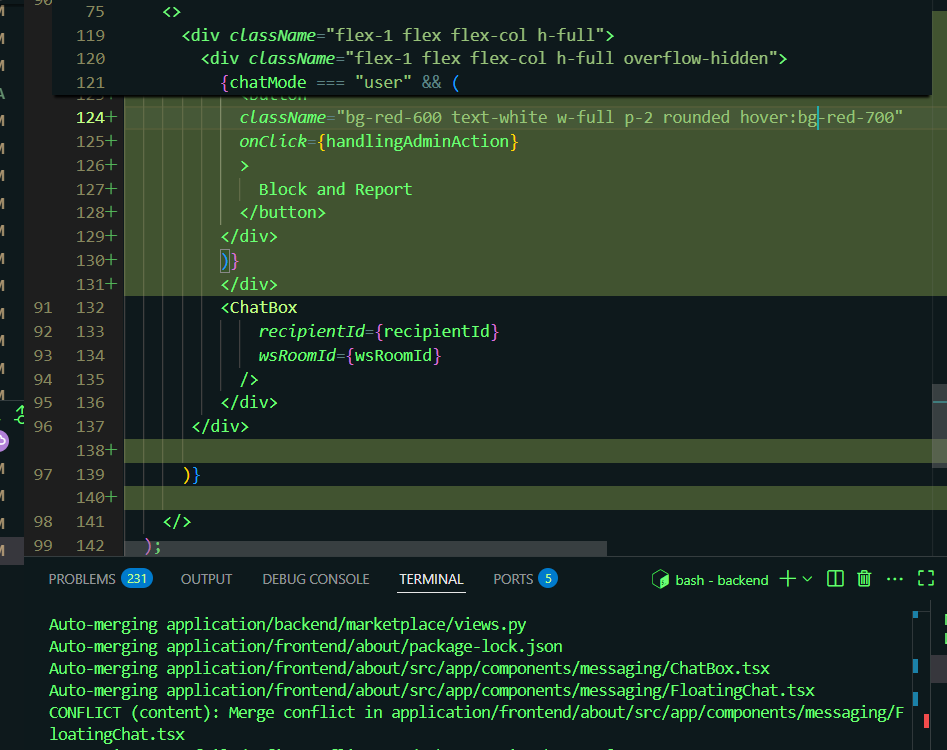 75 <>
119 <div className="flex-1 flex flex-col h-full">
120 <div className="flex-1 flex flex-col h-full overflow-hidden">
121 {chatMode === "user" && (
124+ className="bg-red-600 text-white w-full p-2 rounded hover:bg-red-700"
125+ onClick={handlingAdminAction}
126+ >
127+ Block and Report
128+ </button>
129+ </div>
130+ )}
131+ </div>
91 132 <ChatBox
92 133 recipientId={recipientId}
93 134 wsRoomId={wsRoomId}
94 135 />
95 136 </div>
96 137 </div>
138+
97 139 )}
140+
98 141 </>
99 142 );
PROBLEMS 231 OUTPUT DEBUG CONSOLE TERMINAL PORTS 5 bash - backend
Auto-merging application/backend/marketplace/views.py
Auto-merging application/frontend/about/package-lock.json
Auto-merging application/frontend/about/src/app/components/messaging/ChatBox.tsx
Auto-merging application/frontend/about/src/app/components/messaging/FloatingChat.tsx
CONFLICT (content): Merge conflict in application/frontend/about/src/app/components/messaging/F
loatingChat.tsx